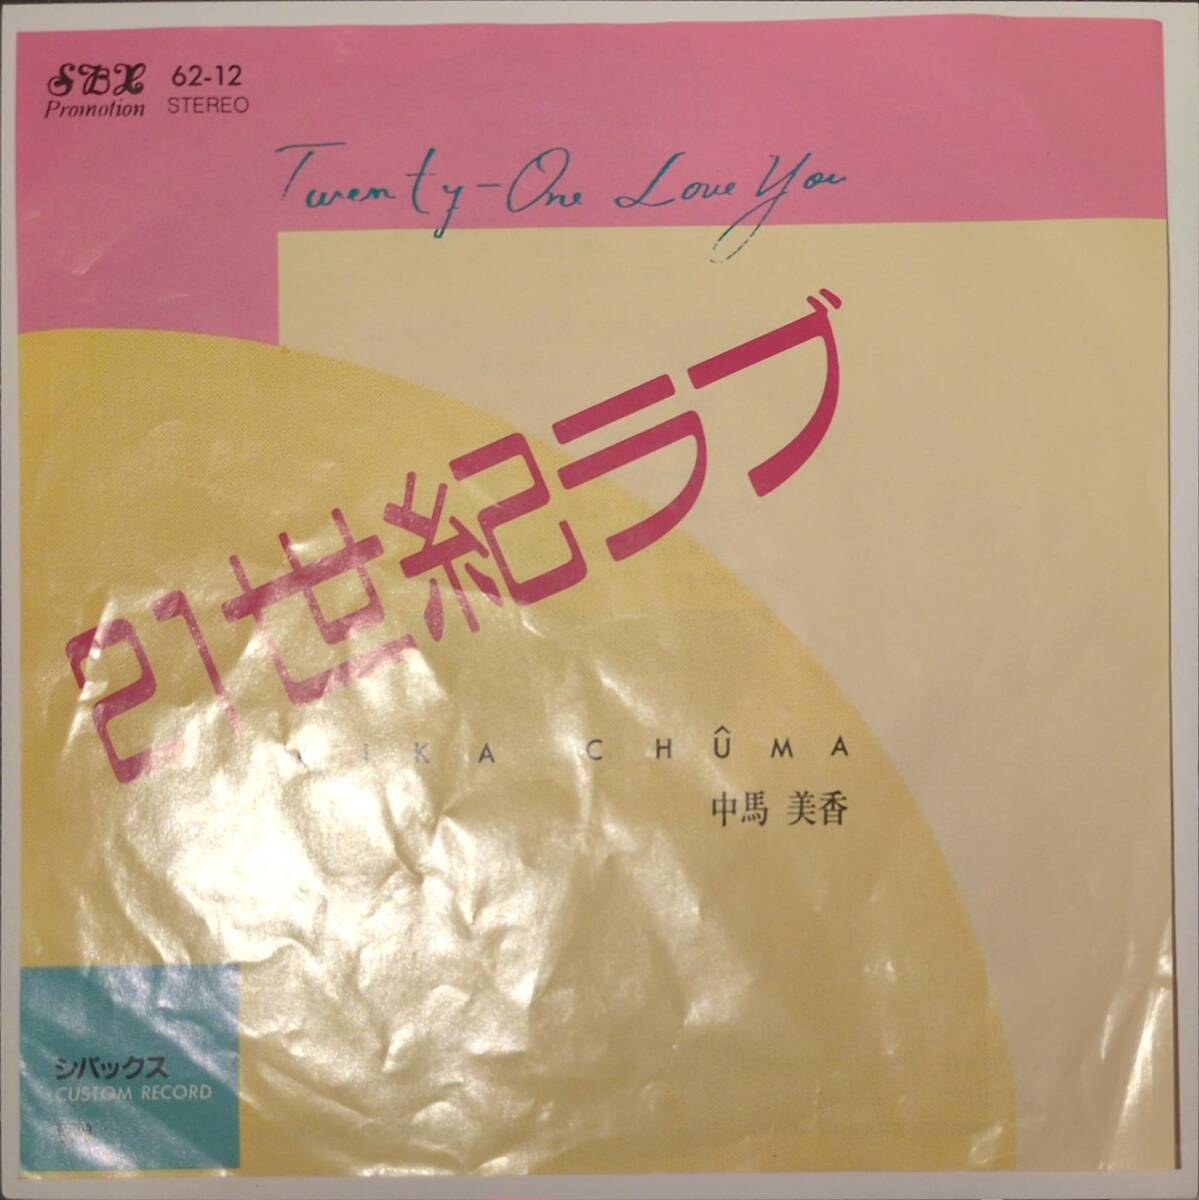 SBX 62-12
Promotion STEREO
Twenty-One Love You
21世紀ラブ
MIKA CHÛMA
中馬 美香
シバックス
CUSTOM RECORD